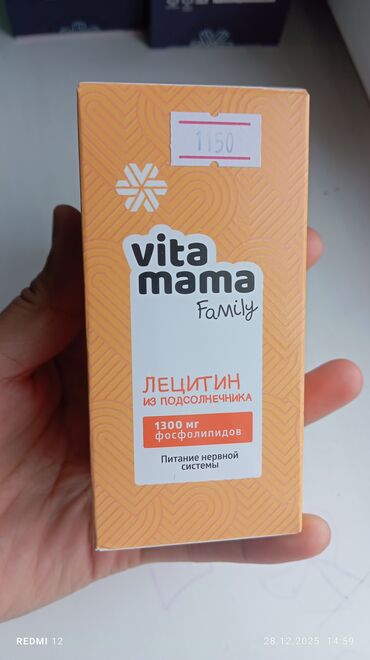 1150
vita
mama
Family
ЛЕЦИТИН
ИЗ ПОДСОЛНЕЧНИКА
1300 мг
фосфолипидов
Питание нервной
системы
REDMI 12
28.12.2025 14:59